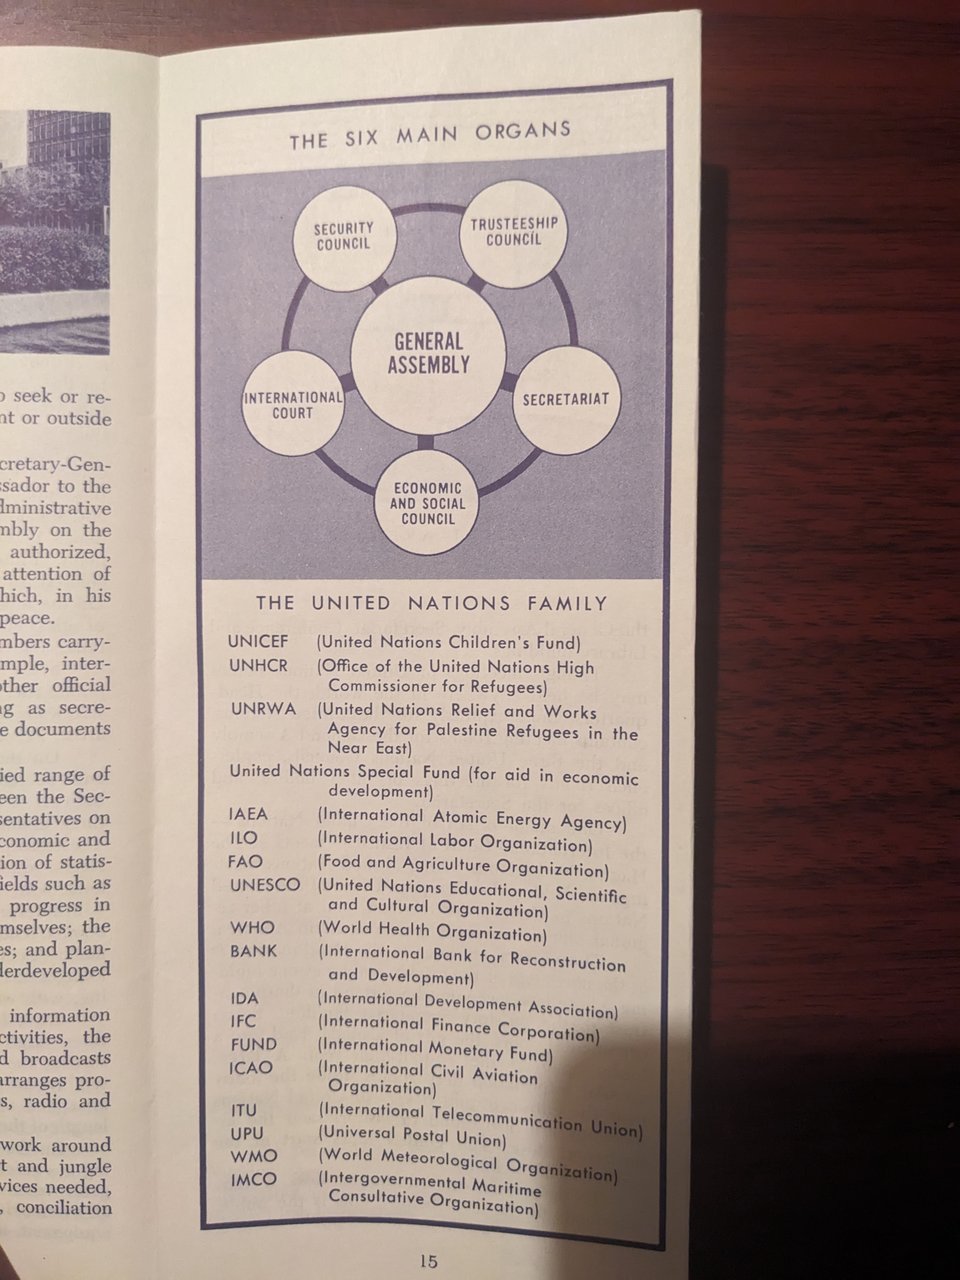 o seek or re-
nt or outside
cretary-Gen-
ssador to the
dministrative
mbly on the
authorized,
attention of
hich, in his
peace.
mbers carry-
mple, inter-
other official
ng as secre-
e documents
ied range of
een the Sec-
sentatives on
conomic and
ion of statis-
ields such as
progress in
mselves; the
es; and plan-
derdeveloped
information
ctivities, the
d broadcasts
arranges pro-
s, radio and
work around
t and jungle
vices needed,
, conciliation
THE SIX MAIN ORGANS
SECURITY
COUNCIL
TRUSTEESHIP
COUNCIL
GENERAL
ASSEMBLY
INTERNATIONAL
COURT
SECRETARIAT
ECONOMIC
AND SOCIAL
COUNCIL
THE UNITED NATIONS FAMILY
UNICEF (United Nations Children's Fund)
UNHCR (Office of the United Nations High
Commissioner for Refugees)
UNRWA (United Nations Relief and Works
Agency for Palestine Refugees in the
Near East)
United Nations Special Fund (for aid in economic
development)
IAEA (International Atomic Energy Agency)
ILO (International Labor Organization)
FAO (Food and Agriculture Organization)
UNESCO (United Nations Educational, Scientific
and Cultural Organization)
WHO (World Health Organization)
BANK (International Bank for Reconstruction
and Development)
IDA (International Development Association)
IFC (International Finance Corporation)
FUND (International Monetary Fund)
ICAO (International Civil Aviation
Organization)
ITU (International Telecommunication Union)
UPU (Universal Postal Union)
WMO (World Meteorological Organization)
IMCO (Intergovernmental Maritime
Consultative Organization)
15